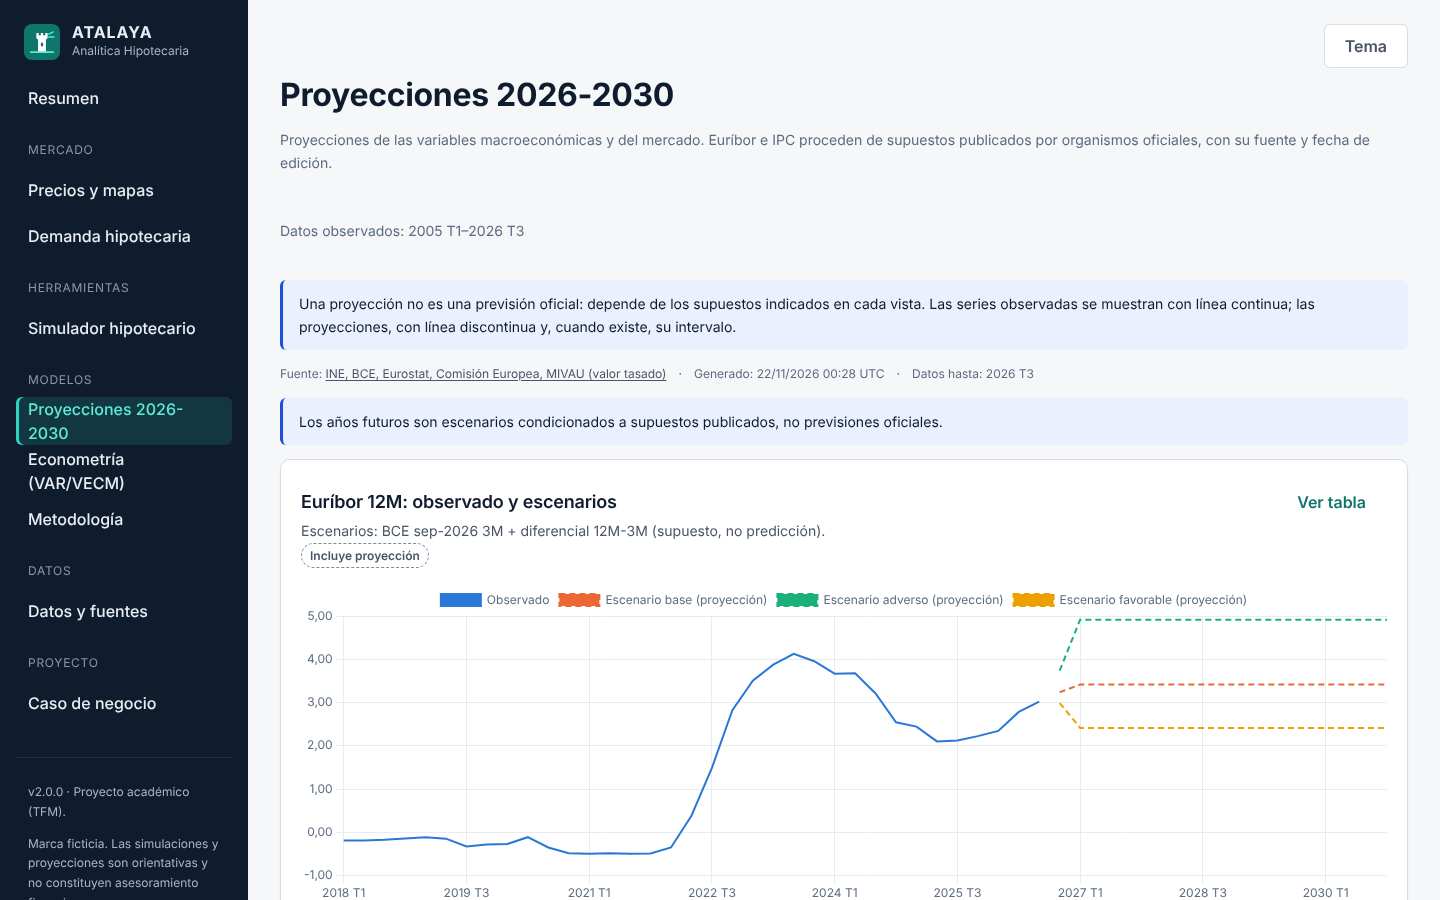 ATALAYA
Analítica Hipotecaria
Resumen
MERCADO
Precios y mapas
Demanda hipotecaria
HERRAMIENTAS
Simulador hipotecario
MODELOS
Proyecciones 2026-
2030
Econometría
(VAR/VECM)
Metodología
DATOS
Datos y fuentes
PROYECTO
Caso de negocio
v2.0.0 · Proyecto académico
(TFM).
Marca ficticia. Las simulaciones y
proyecciones son orientativas y
no constituyen asesoramiento
Tema
Proyecciones 2026-2030
Proyecciones de las variables macroeconómicas y del mercado. Euríbor e IPC proceden de supuestos publicados por organismos oficiales, con su fuente y fecha de
edición.
Datos observados: 2005 T1–2026 T3
Una proyección no es una previsión oficial: depende de los supuestos indicados en cada vista. Las series observadas se muestran con línea continua; las
proyecciones, con línea discontinua y, cuando existe, su intervalo.
Fuente: INE, BCE, Eurostat, Comisión Europea, MIVAU (valor tasado) · Generado: 22/11/2026 00:28 UTC · Datos hasta: 2026 T3
Los años futuros son escenarios condicionados a supuestos publicados, no previsiones oficiales.
Euríbor 12M: observado y escenarios
Ver tabla
Escenarios: BCE sep-2026 3M + diferencial 12M-3M (supuesto, no predicción).
Incluye proyección
Observado Escenario base (proyección) Escenario adverso (proyección) Escenario favorable (proyección)
5,00
4,00
3,00
2,00
1,00
0,00
-1,00
2018 T1 2019 T3 2021 T1 2022 T3 2024 T1 2025 T3 2027 T1 2028 T3 2030 T1